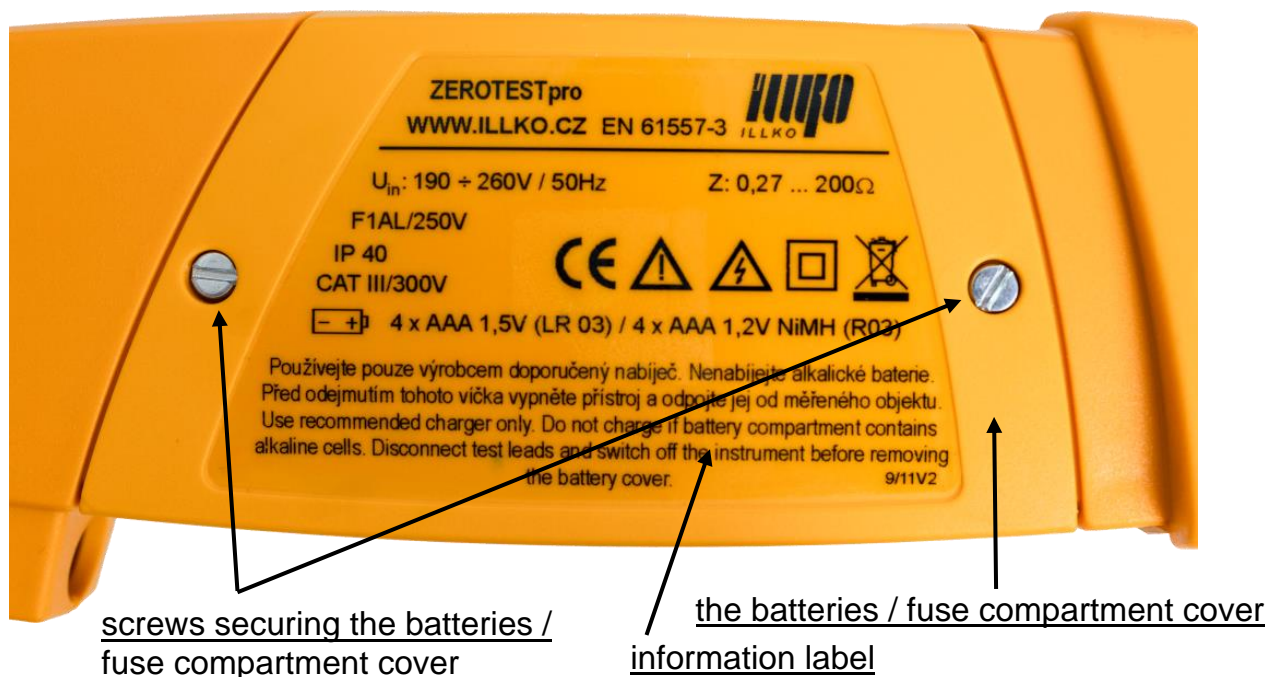 ZEROTESTpro
WWW.ILLKO.CZ EN 61557-3
ILLKO
ILLKO
Uin: 190 ÷ 260V / 50Hz Z: 0,27 ... 200Ω
F1AL/250V
IP 40
CAT III/300V
CE
- + 4 x AAA 1,5V (LR 03) / 4 x AAA 1,2V NiMH (R03)
Používejte pouze výrobcem doporučený nabíječ. Nenabíjejte alkalické baterie.
Před odejmutím tohoto víčka vypněte přístroj a odpojte jej od měřeného objektu.
Use recommended charger only. Do not charge if battery compartment contains
alkaline cells. Disconnect test leads and switch off the instrument before removing
the battery cover. 9/11V2
screws securing the batteries /
fuse compartment cover
the batteries / fuse compartment cover
information label